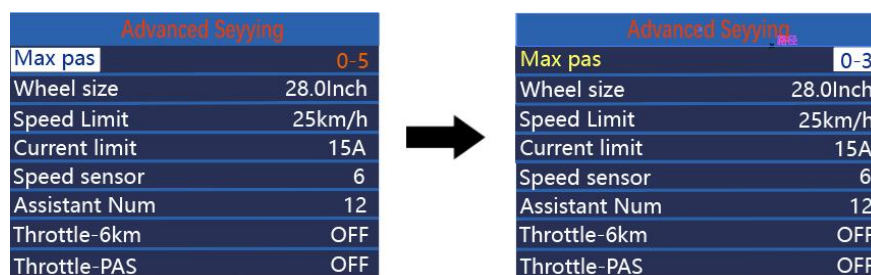 Advanced Seyying
Max pas 0-5
Wheel size 28.0Inch
Speed Limit 25km/h
Current limit 15A
Speed sensor 6
Assistant Num 12
Throttle-6km OFF
Throttle-PAS OFF
Advanced Seyying
路径
Max pas 0-3
Wheel size 28.0Inch
Speed Limit 25km/h
Current limit 15A
Speed sensor 6
Assistant Num 12
Throttle-6km OFF
Throttle-PAS OFF